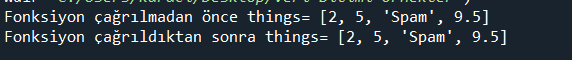 Fonksiyon çağrılmadan önce things= [2, 5, 'Spam', 9.5]
Fonksiyon çağrıldıktan sonra things= [2, 5, 'Spam', 9.5]